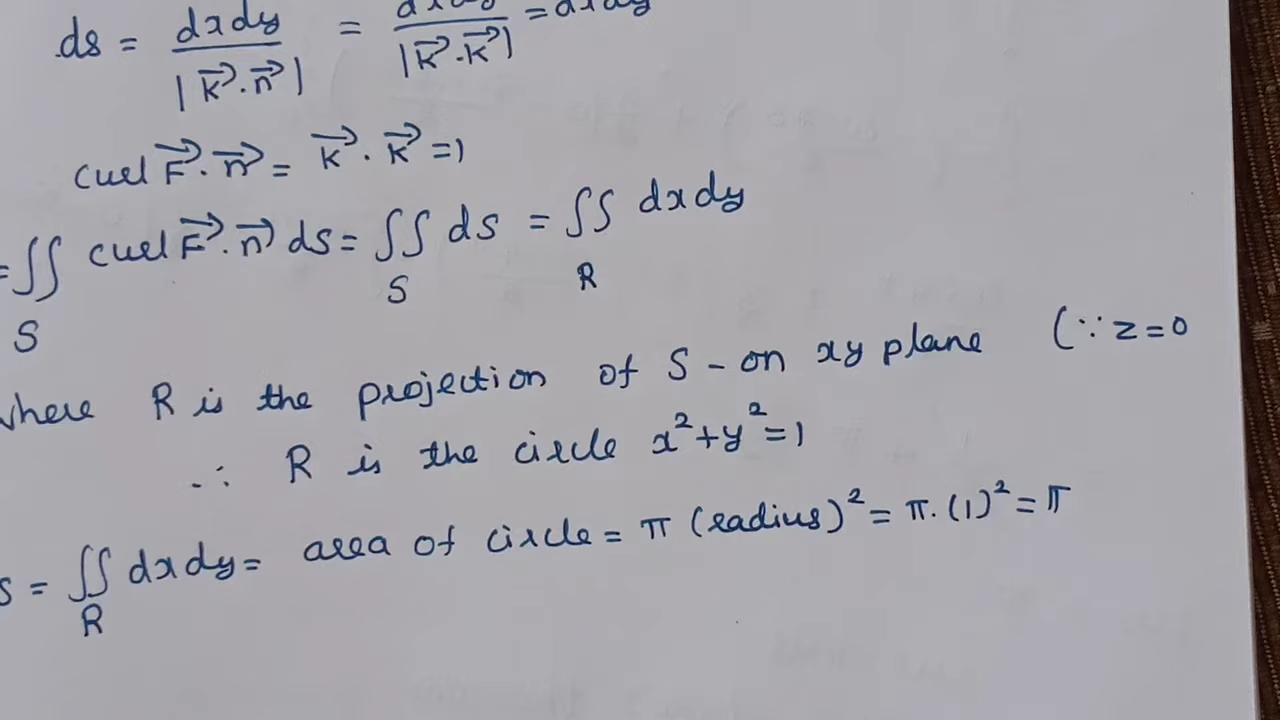 ds = dxdy / |k⃗.n⃗| = dxdy / |k⃗.k⃗| = dxdy
curl F⃗.n⃗ = k⃗.k⃗ = 1
= ∬_S curl F⃗.n⃗ ds = ∬_S ds = ∬_R dxdy
where R is the projection of S - on xy plane (∵ z=0
∴ R is the circle x²+y²=1
s = ∬_R dxdy = area of circle = π (radius)² = π.(1)² = π